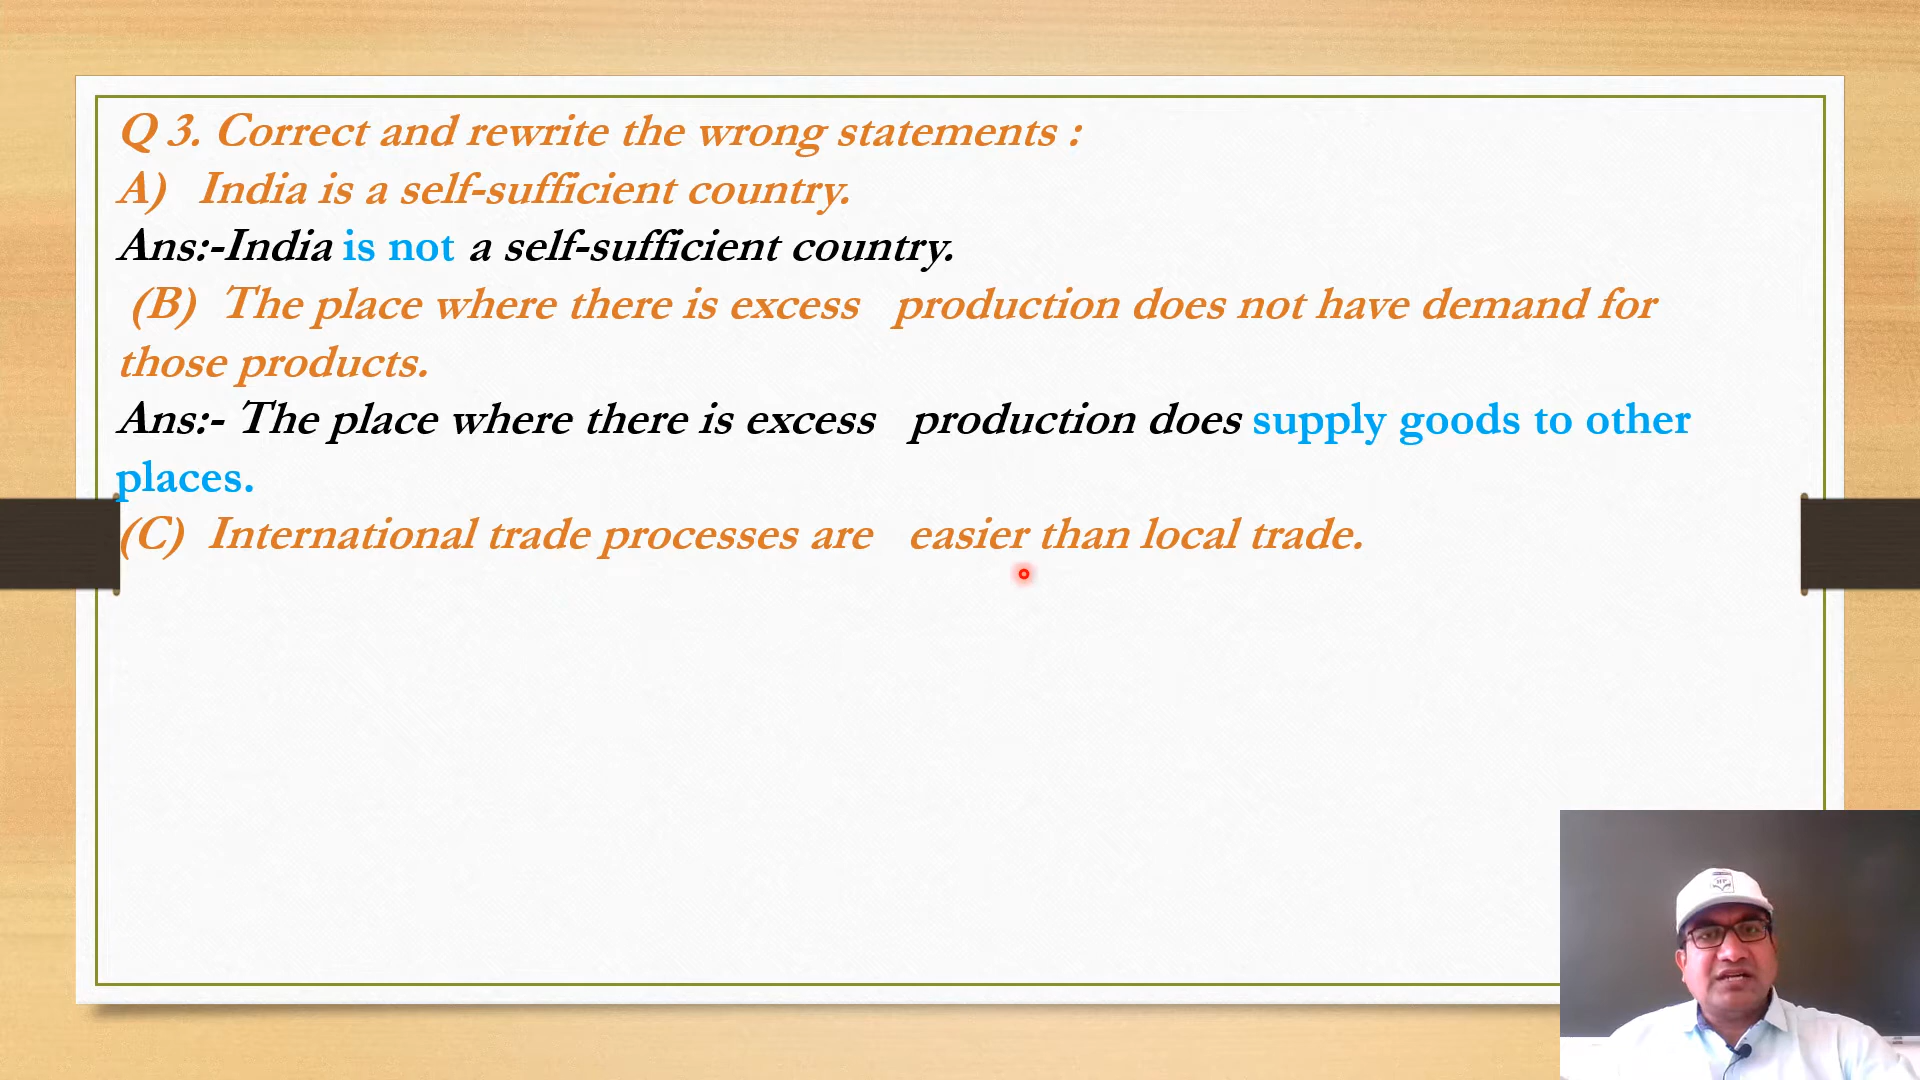 Q 3. Correct and rewrite the wrong statements :
A) India is a self-sufficient country.
Ans:-India is not a self-sufficient country.
(B) The place where there is excess production does not have demand for
those products.
Ans:- The place where there is excess production does supply goods to other
places.
(C) International trade processes are easier than local trade.
HP